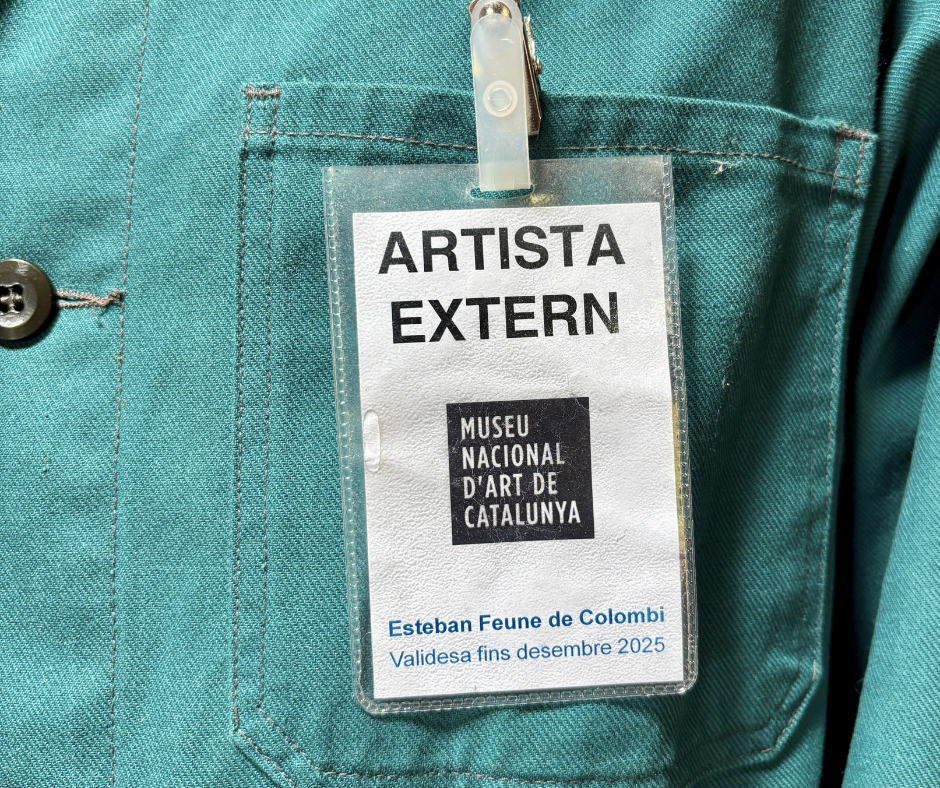 ARTISTA
EXTERN
MUSEU
NACIONAL
D'ART DE
CATALUNYA
Esteban Feune de Colombi
Validesa fins desembre 2025